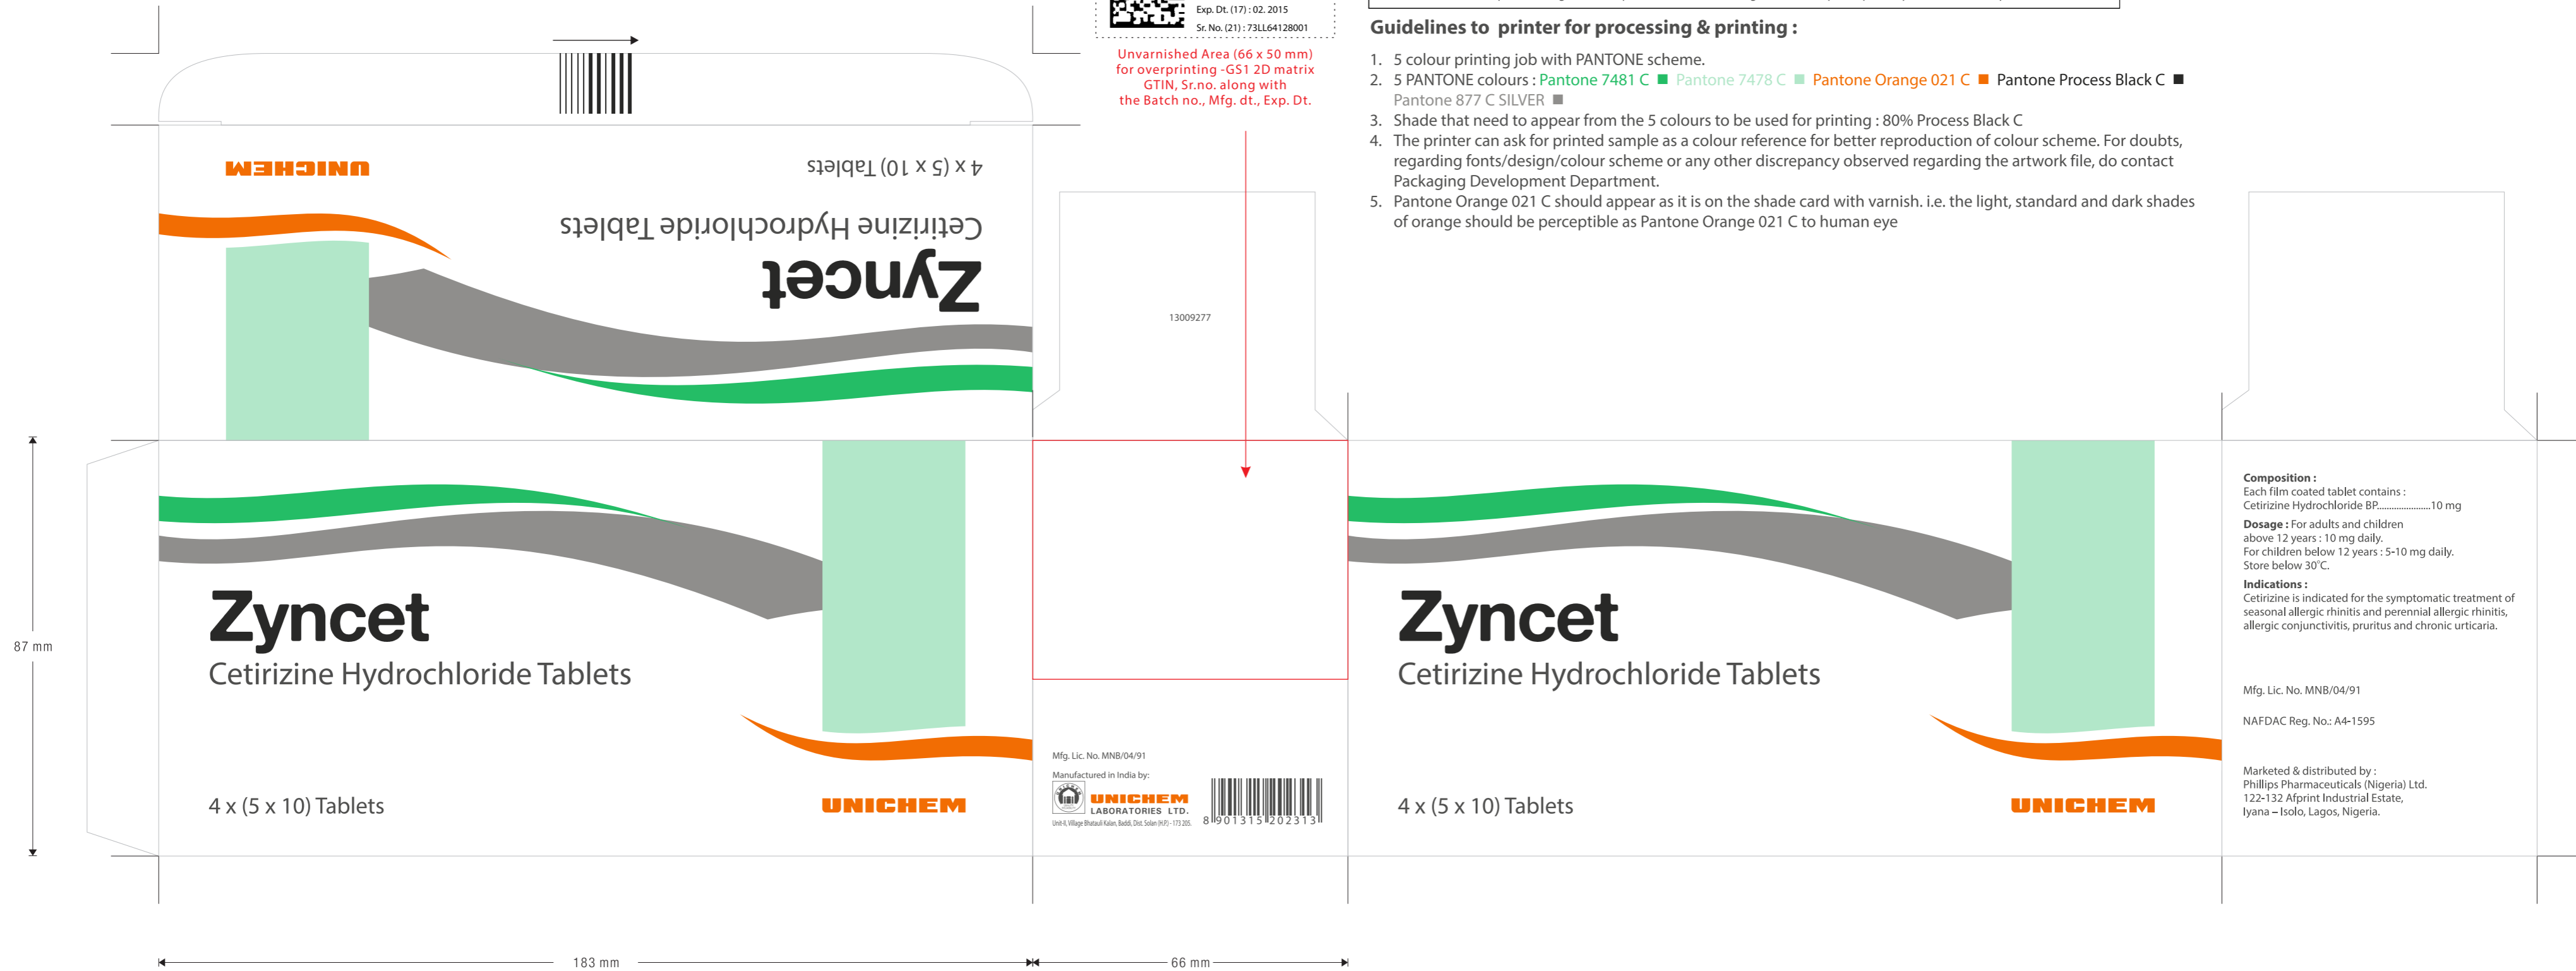 Exp. Dt. (17) : 02. 2015
Sr. No. (21) : 73LL64128001
Unvarnished Area (66 x 50 mm)
for overprinting -GS1 2D matrix
GTIN, Sr.no. along with
the Batch no., Mfg. dt., Exp. Dt.
Guidelines to printer for processing & printing :
1. 5 colour printing job with PANTONE scheme.
2. 5 PANTONE colours : Pantone 7481 C Pantone 7478 C Pantone Orange 021 C Pantone Process Black C
Pantone 877 C SILVER
3. Shade that need to appear from the 5 colours to be used for printing : 80% Process Black C
4. The printer can ask for printed sample as a colour reference for better reproduction of colour scheme. For doubts,
regarding fonts/design/colour scheme or any other discrepancy observed regarding the artwork file, do contact
Packaging Development Department.
5. Pantone Orange 021 C should appear as it is on the shade card with varnish. i.e. the light, standard and dark shades
of orange should be perceptible as Pantone Orange 021 C to human eye
UNICHEM
4 x (5 x 10) Tablets
Cetirizine Hydrochloride Tablets
Zyncet
13009277
87 mm
Zyncet
Cetirizine Hydrochloride Tablets
4 x (5 x 10) Tablets
UNICHEM
Mfg. Lic. No. MNB/04/91
Manufactured in India by:
UNICHEM
LABORATORIES LTD.
Unit-II, Village Bhatauli Kalan, Baddi, Dist. Solan (H.P.) - 173 205.
8 901315 202313
Zyncet
Cetirizine Hydrochloride Tablets
4 x (5 x 10) Tablets
UNICHEM
Composition :
Each film coated tablet contains :
Cetirizine Hydrochloride BP......................10 mg
Dosage : For adults and children
above 12 years : 10 mg daily.
For children below 12 years : 5-10 mg daily.
Store below 30°C.
Indications :
Cetirizine is indicated for the symptomatic treatment of
seasonal allergic rhinitis and perennial allergic rhinitis,
allergic conjunctivitis, pruritus and chronic urticaria.
Mfg. Lic. No. MNB/04/91
NAFDAC Reg. No.: A4-1595
Marketed & distributed by :
Phillips Pharmaceuticals (Nigeria) Ltd.
122-132 Afprint Industrial Estate,
Iyana – Isolo, Lagos, Nigeria.
183 mm
66 mm